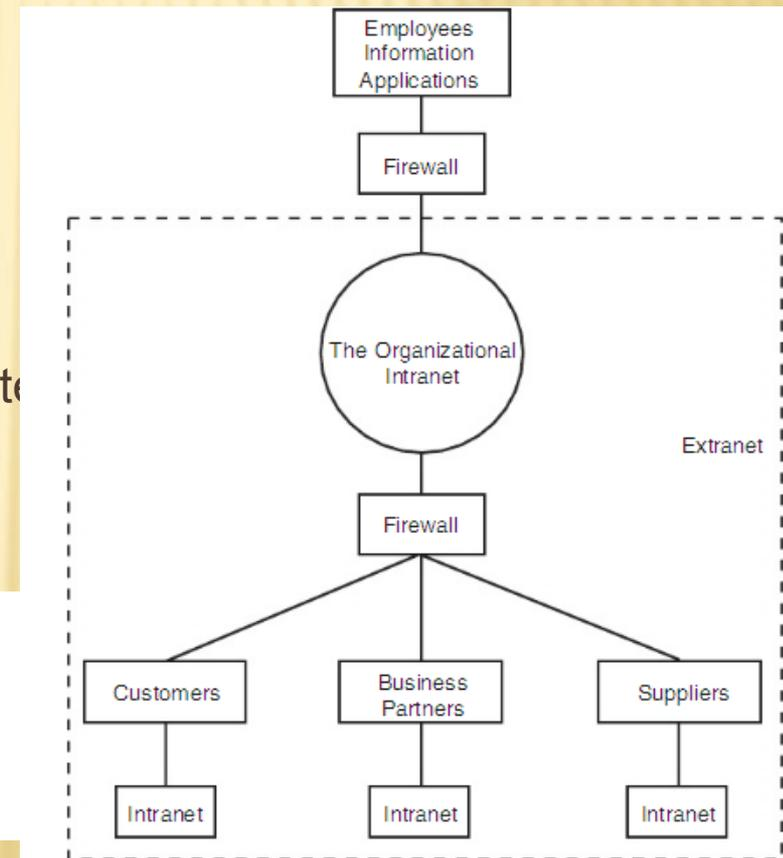 Employees
Information
Applications
Firewall
The Organizational
Intranet
Extranet
Firewall
Customers
Business
Partners
Suppliers
Intranet
Intranet
Intranet